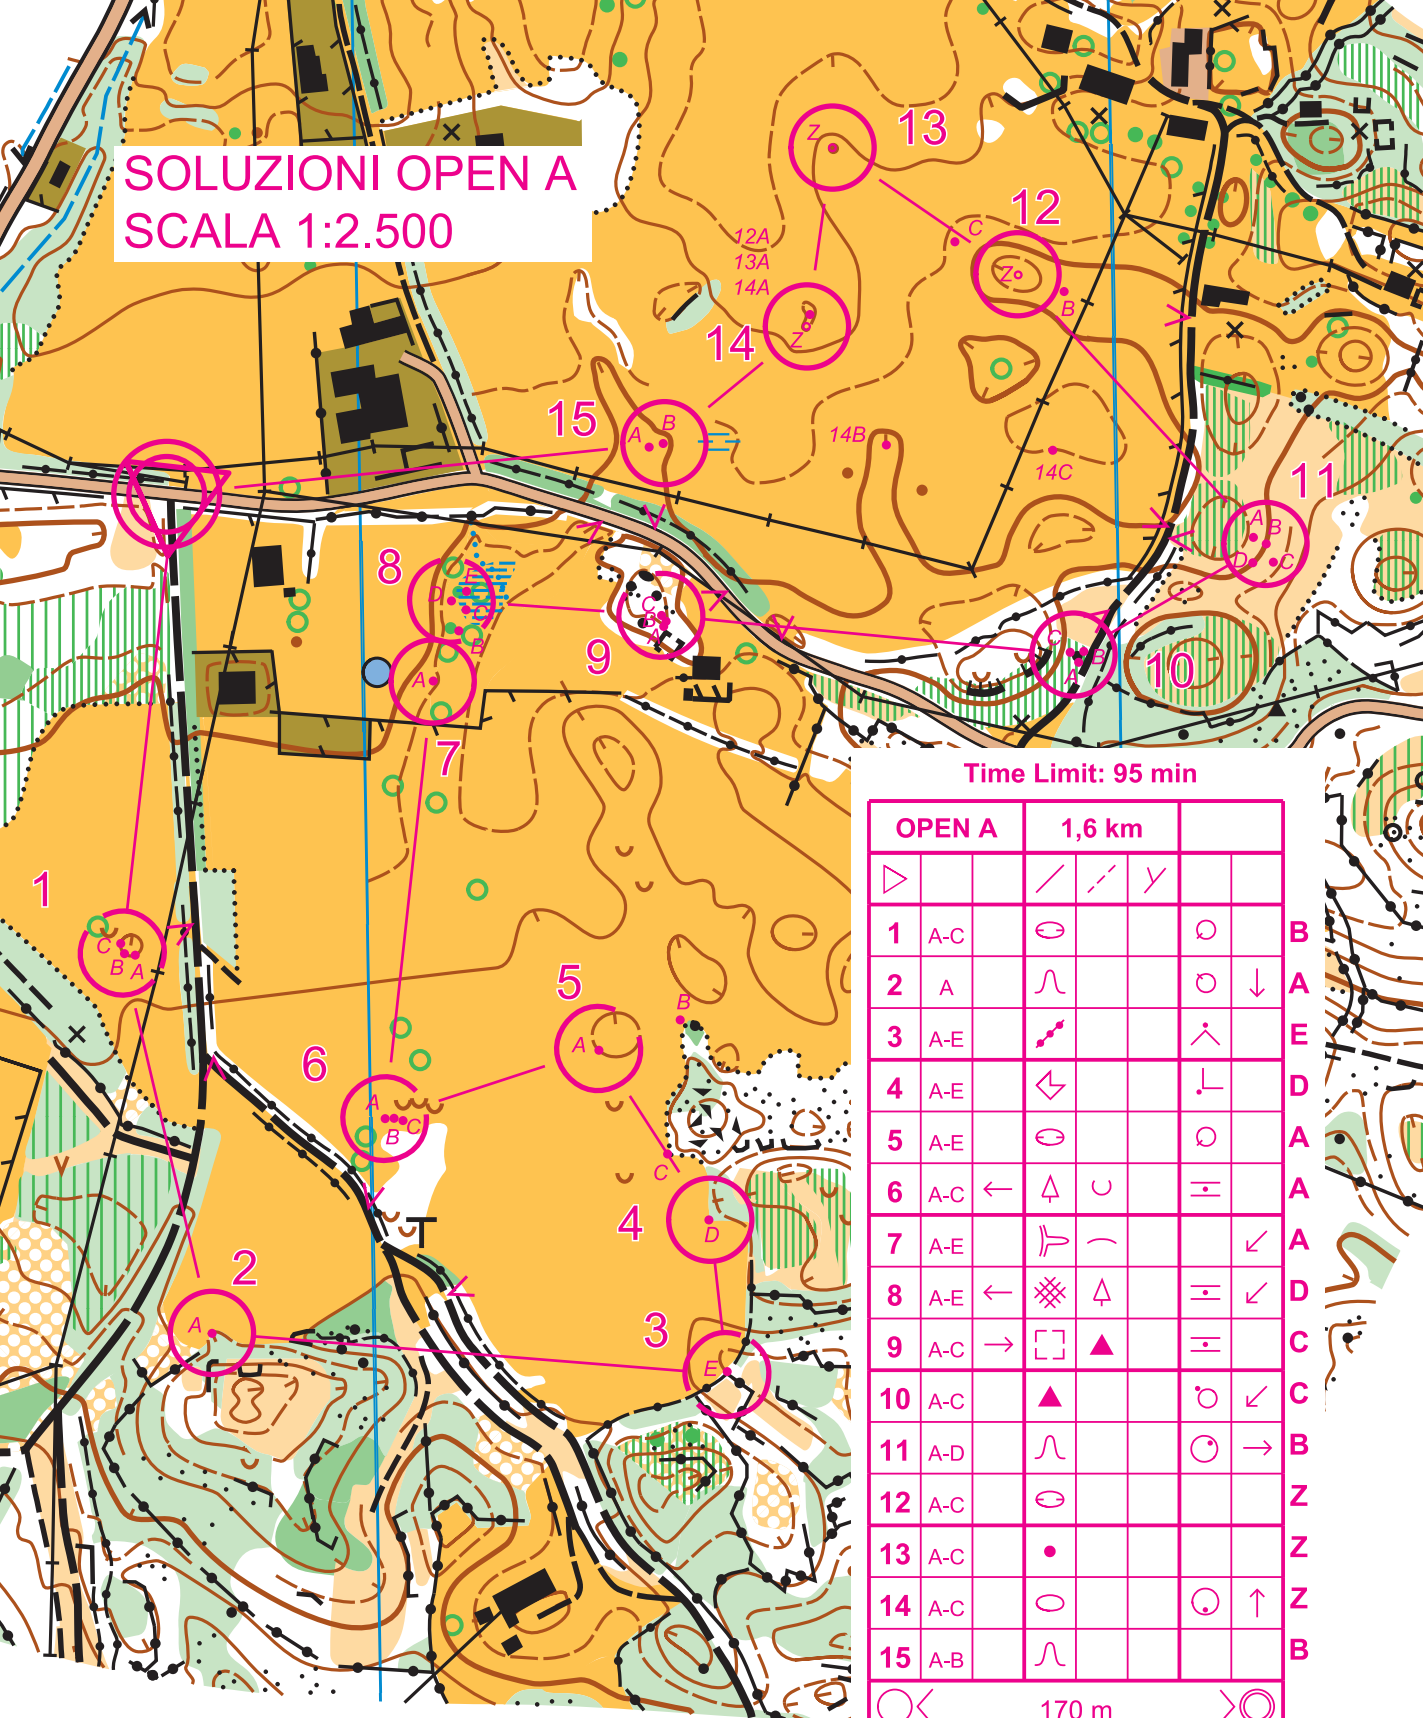 SOLUZIONI OPEN A
SCALA 1:2.500
13
Z
12
C
Z
B
12A
13A
14A
14
Z
15
A
B
14B
14C
11
A
B
D
C
8
E
D
C
B
9
C
B
A
10
C
B
A
7
A
1
C
B
A
5
A
B
C
6
A
B
C
4
D
2
A
3
E
Time Limit: 95 min
OPEN A 1,6 km
1 A-C B
2 A A
3 A-E E
4 A-E D
5 A-E A
6 A-C A
7 A-E A
8 A-E D
9 A-C C
10 A-C C
11 A-D B
12 A-C Z
13 A-C Z
14 A-C Z
15 A-B B
170 m